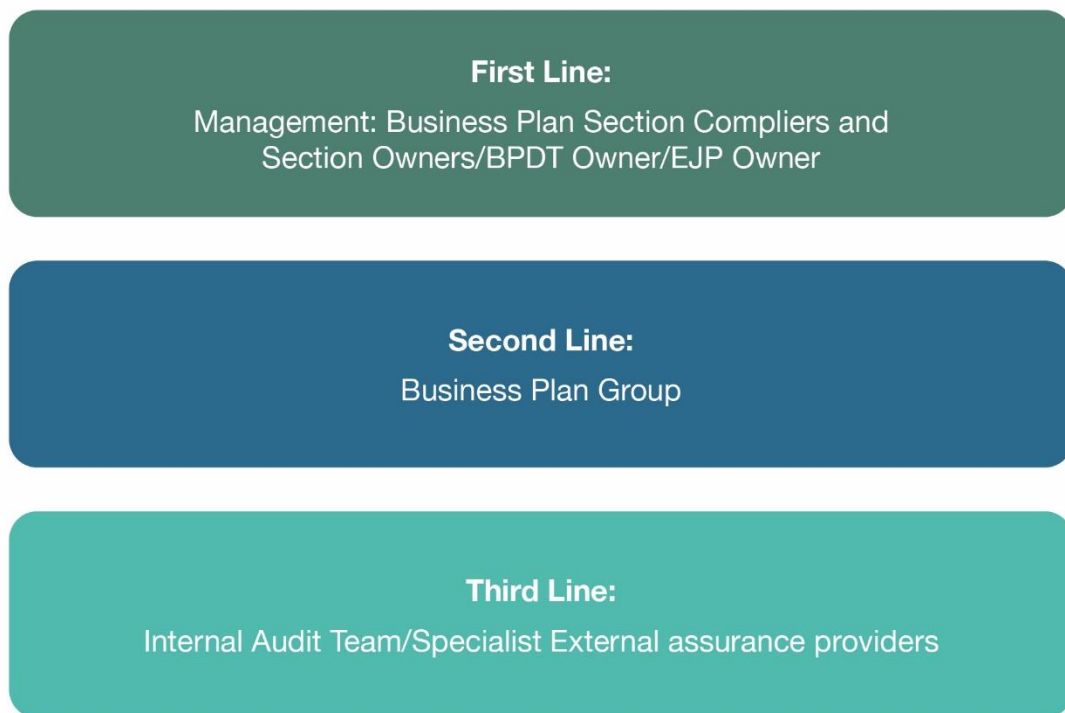 First Line:
Management: Business Plan Section Compliers and
Section Owners/BPDT Owner/EJP Owner
Second Line:
Business Plan Group
Third Line:
Internal Audit Team/Specialist External assurance providers